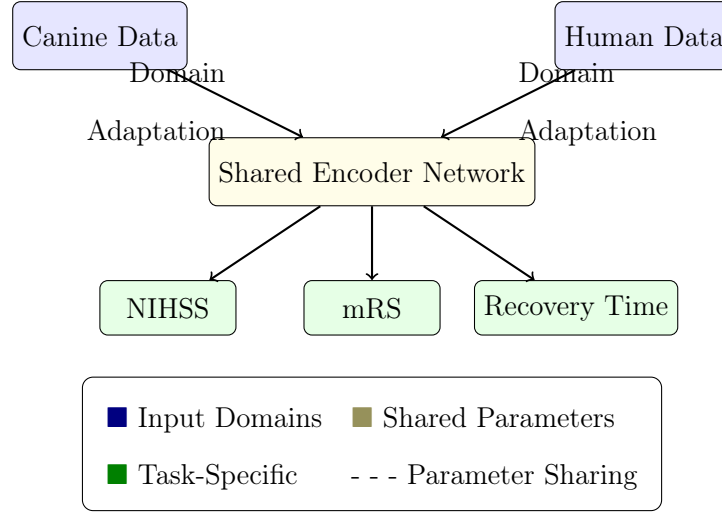 Canine Data
Human Data
Domain
Adaptation
Domain
Adaptation
Shared Encoder Network
NIHSS
mRS
Recovery Time
Input Domains
Shared Parameters
Task-Specific
- - - Parameter Sharing